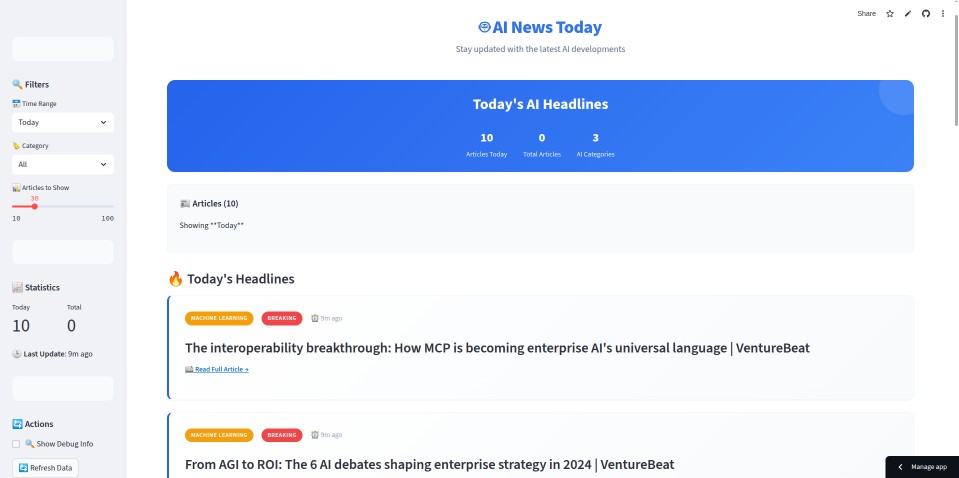 Share
AI News Today
Stay updated with the latest AI developments
Filters
Time Range
Today
Category
All
Articles to Show
30
10 100
Statistics
Today Total
10 0
Last Update: 9m ago
Actions
Show Debug Info
Refresh Data
Today's AI Headlines
10 0 3
Articles Today Total Articles AI Categories
Articles (10)
Showing **Today**
Today's Headlines
MACHINE LEARNING BREAKING 9m ago
The interoperability breakthrough: How MCP is becoming enterprise AI's universal language | VentureBeat
Read Full Article →
MACHINE LEARNING BREAKING 9m ago
From AGI to ROI: The 6 AI debates shaping enterprise strategy in 2024 | VentureBeat
Manage app